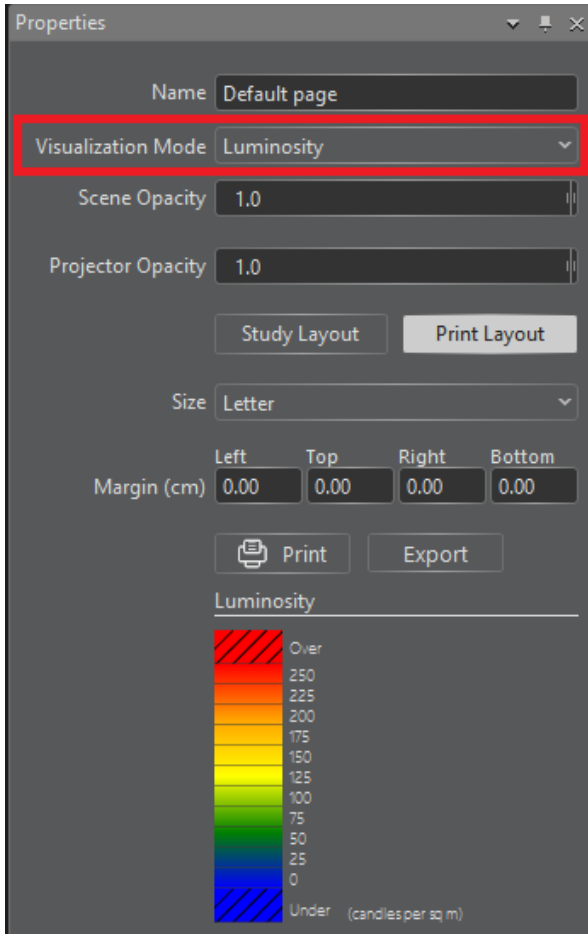 Properties
Name Default page
Visualization Mode Luminosity
Scene Opacity 1.0
Projector Opacity 1.0
Study Layout Print Layout
Size Letter
Left Top Right Bottom
Margin (cm) 0.00 0.00 0.00 0.00
Print Export
Luminosity
Over
250
225
200
175
150
125
100
75
50
25
0
Under (candles per sq m)